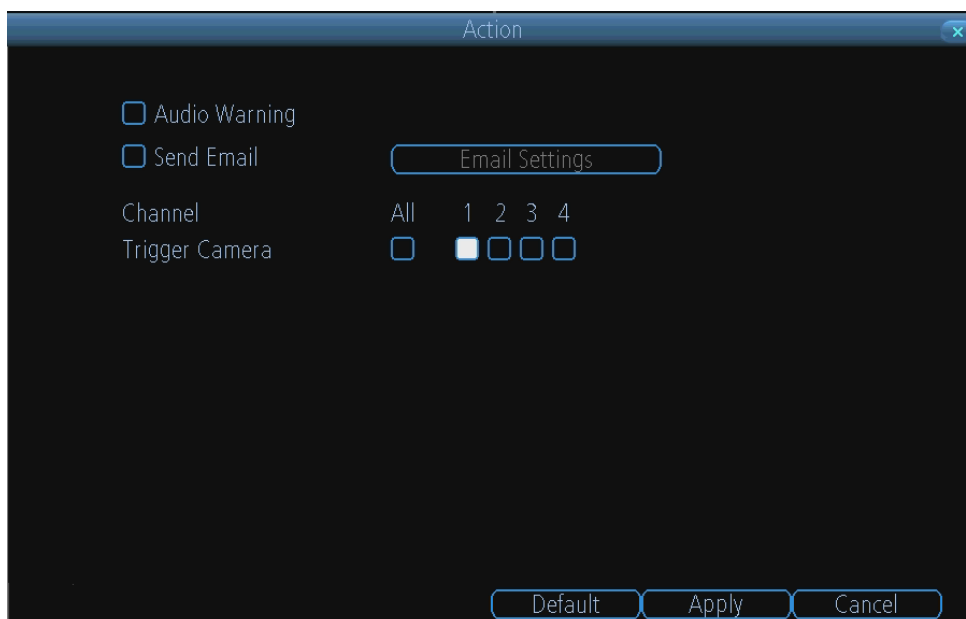 Action
Audio Warning
Send Email Email Settings
Channel All 1 2 3 4
Trigger Camera
Default Apply Cancel